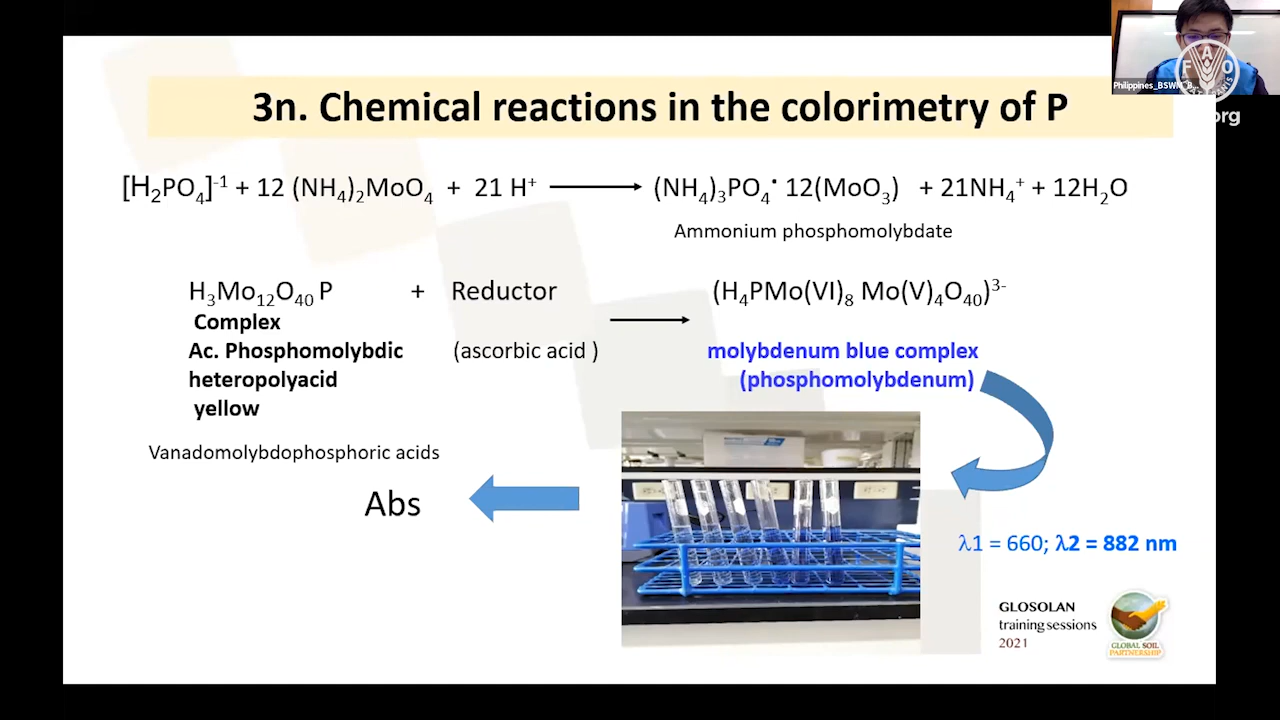 3n. Chemical reactions in the colorimetry of P
[H₂PO₄]⁻¹ + 12 (NH₄)₂MoO₄ + 21 H⁺ ⟶ (NH₄)₃PO₄• 12(MoO₃) + 21NH₄⁺ + 12H₂O
Ammonium phosphomolybdate
H₃Mo₁₂O₄₀ P + Reductor ⟶ (H₄PMo(VI)₈ Mo(V)₄O₄₀)³⁻
Complex
Ac. Phosphomolybdic (ascorbic acid ) molybdenum blue complex
heteropolyacid (phosphomolybdenum)
yellow
Vanadomolybdophosphoric acids
Abs
λ1 = 660; λ2 = 882 nm
GLOSOLAN
training sessions
2021
GLOBAL SOIL
PARTNERSHIP
F A O